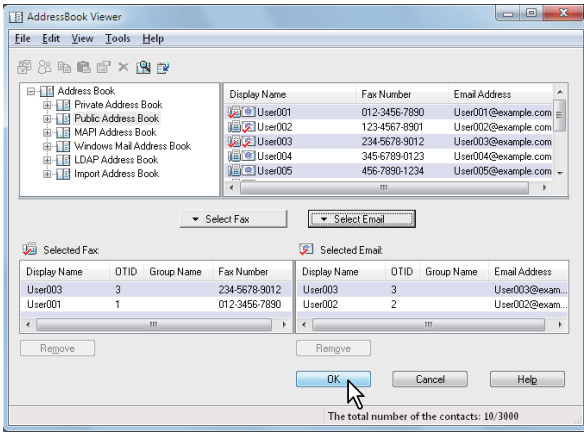 AddressBook Viewer
File Edit View Tools Help
Address Book
Private Address Book
Public Address Book
MAPI Address Book
Windows Mail Address Book
LDAP Address Book
Import Address Book
Display Name Fax Number Email Address
User001 012-3456-7890 User001@example.com
User002 123-4567-8901 User002@example.com
User003 234-5678-9012 User003@example.com
User004 345-6789-0123 User004@example.com
User005 456-7890-1234 User005@example.com
Select Fax Select Email
Selected Fax: Selected Email:
Display Name OTID Group Name Fax Number Display Name OTID Group Name Email Address
User003 3 234-5678-9012 User003 3 User003@exam...
User001 1 012-3456-7890 User002 2 User002@exam...
Remove Remove
OK Cancel Help
The total number of the contacts: 10/3000